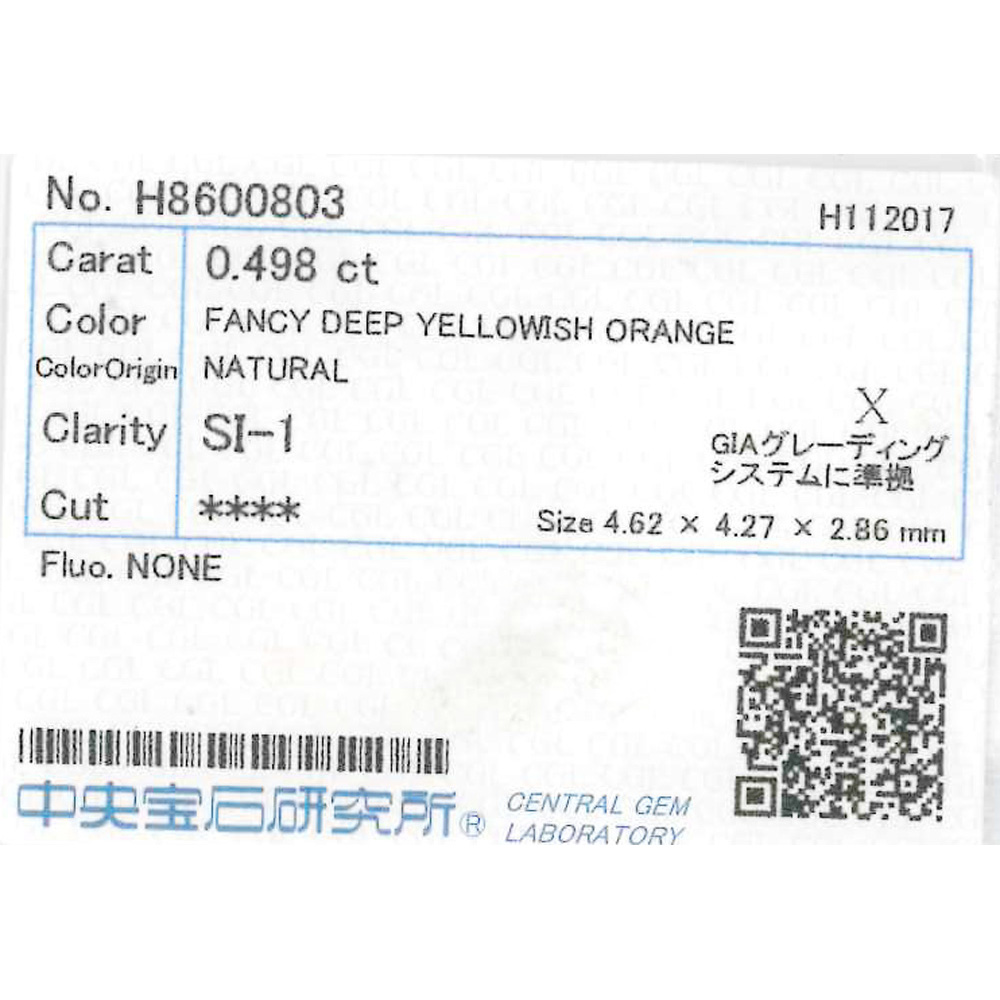 No. H8600803
H112017
Carat 0.498 ct
Color FANCY DEEP YELLOWISH ORANGE
ColorOrigin NATURAL
X
Clarity SI-1
GIAグレーディング
システムに準拠
Cut ****
Size 4.62 × 4.27 × 2.86 mm
Fluo. NONE
中央宝石研究所®
CENTRAL GEM
LABORATORY